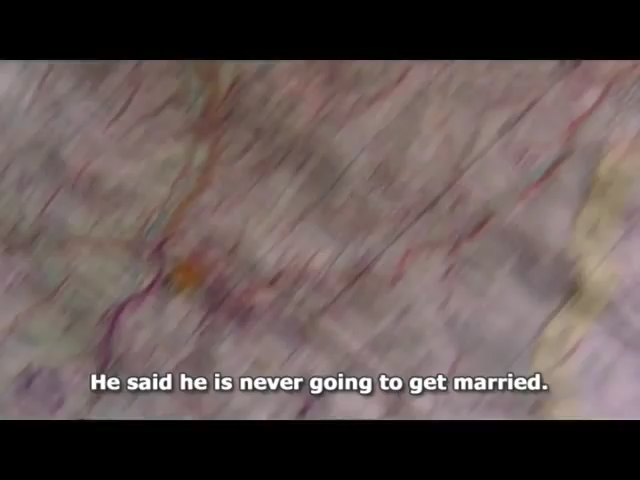 He said he is never going to get married.